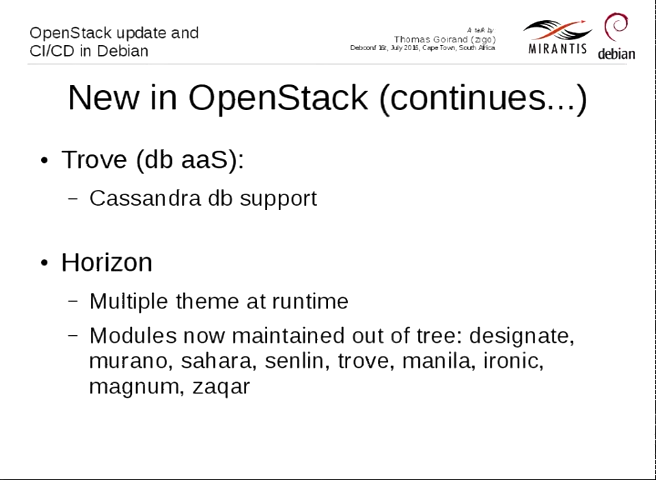 OpenStack update and
CI/CD in Debian
A talk by
Thomas Goirand (zigo)
Debconf 16, July 2016, Cape Town, South Africa
MIRANTIS
debian
New in OpenStack (continues...)
• Trove (db aaS):
– Cassandra db support
• Horizon
– Multiple theme at runtime
– Modules now maintained out of tree: designate,
murano, sahara, senlin, trove, manila, ironic,
magnum, zaqar